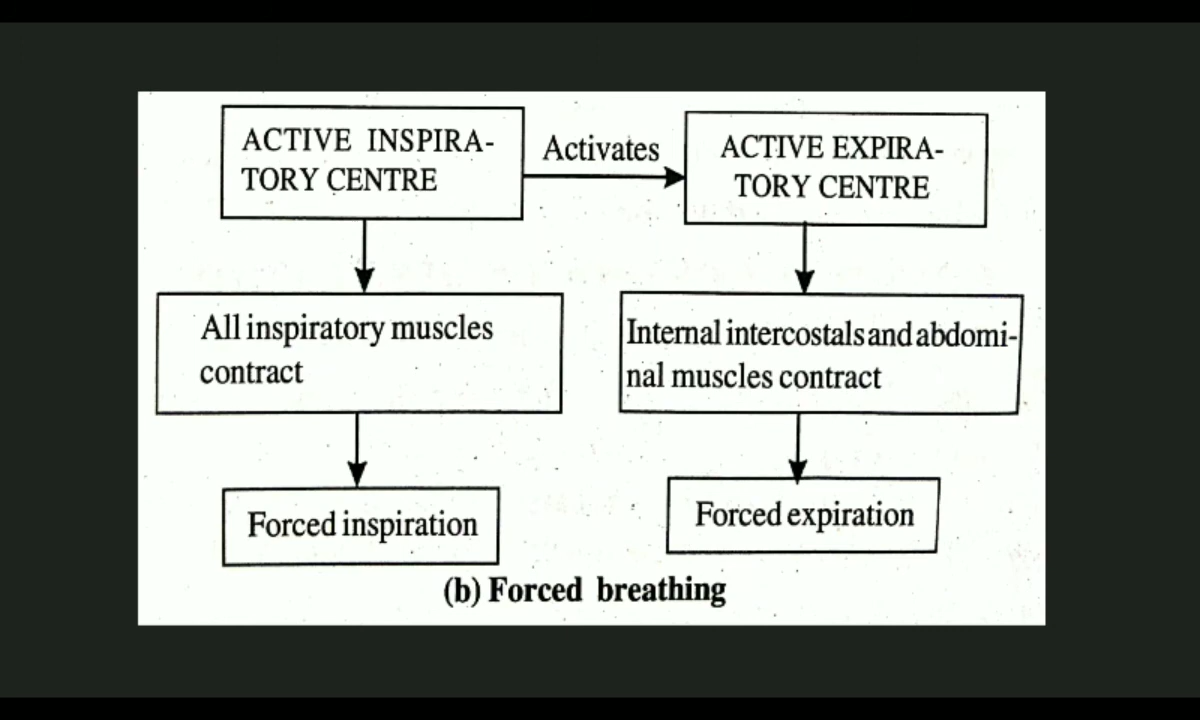 ACTIVE INSPIRA-
TORY CENTRE
Activates
ACTIVE EXPIRA-
TORY CENTRE
All inspiratory muscles
contract
Internal intercostals and abdomi-
nal muscles contract
Forced inspiration
Forced expiration
(b) Forced breathing